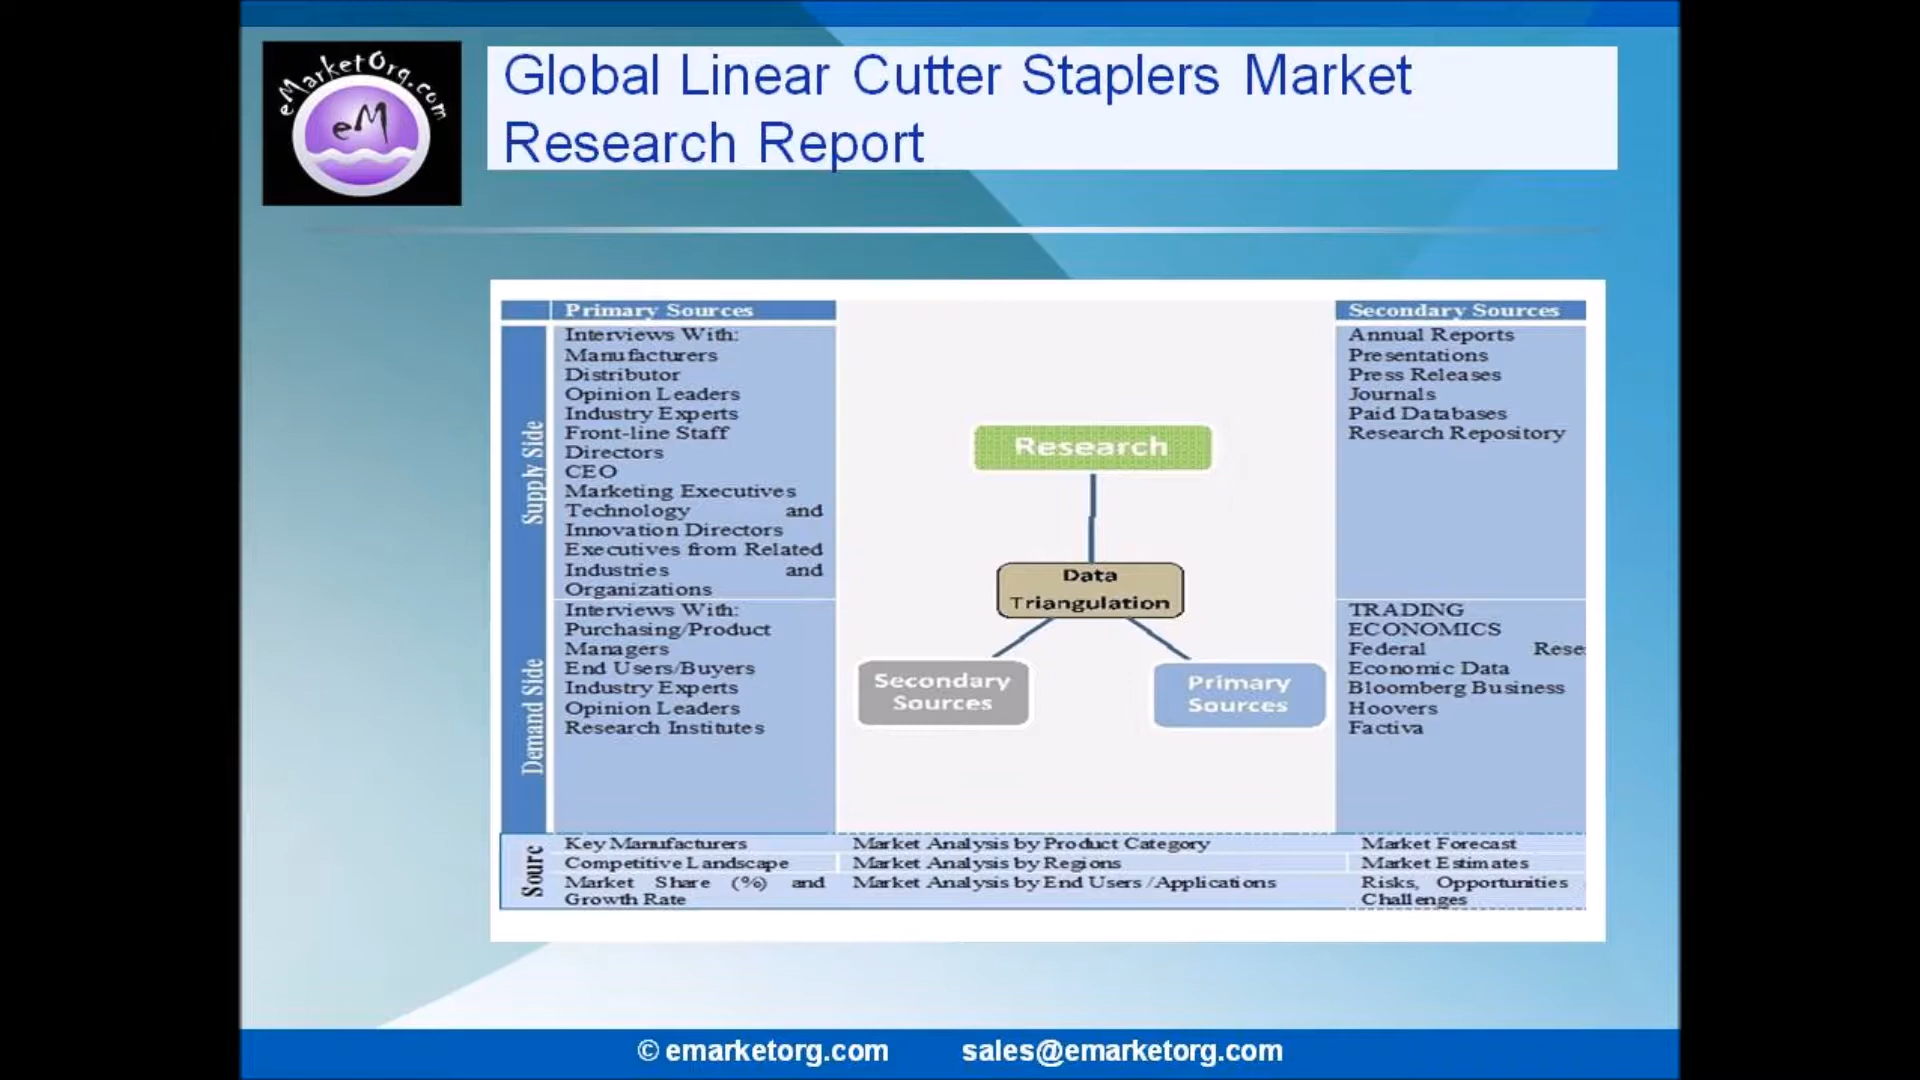 eMarketOrg.com
eM
Global Linear Cutter Staplers Market
Research Report
Primary Sources
Supply Side
Interviews With:
Manufacturers
Distributor
Opinion Leaders
Industry Experts
Front-line Staff
Directors
CEO
Marketing Executives
Technology and
Innovation Directors
Executives from Related
Industries and
Organizations
Demand Side
Interviews With:
Purchasing/Product
Managers
End Users/Buyers
Industry Experts
Opinion Leaders
Research Institutes
Research
Data
Triangulation
Secondary
Sources
Primary
Sources
Secondary Sources
Annual Reports
Presentations
Press Releases
Journals
Paid Databases
Research Repository
TRADING
ECONOMICS
Federal Rese
Economic Data
Bloomberg Business
Hoovers
Factiva
Sourc
Key Manufacturers
Competitive Landscape
Market Share (%) and
Growth Rate
Market Analysis by Product Category
Market Analysis by Regions
Market Analysis by End Users /Applications
Market Forecast
Market Estimates
Risks, Opportunities
Challenges
© emarketorg.com sales@emarketorg.com